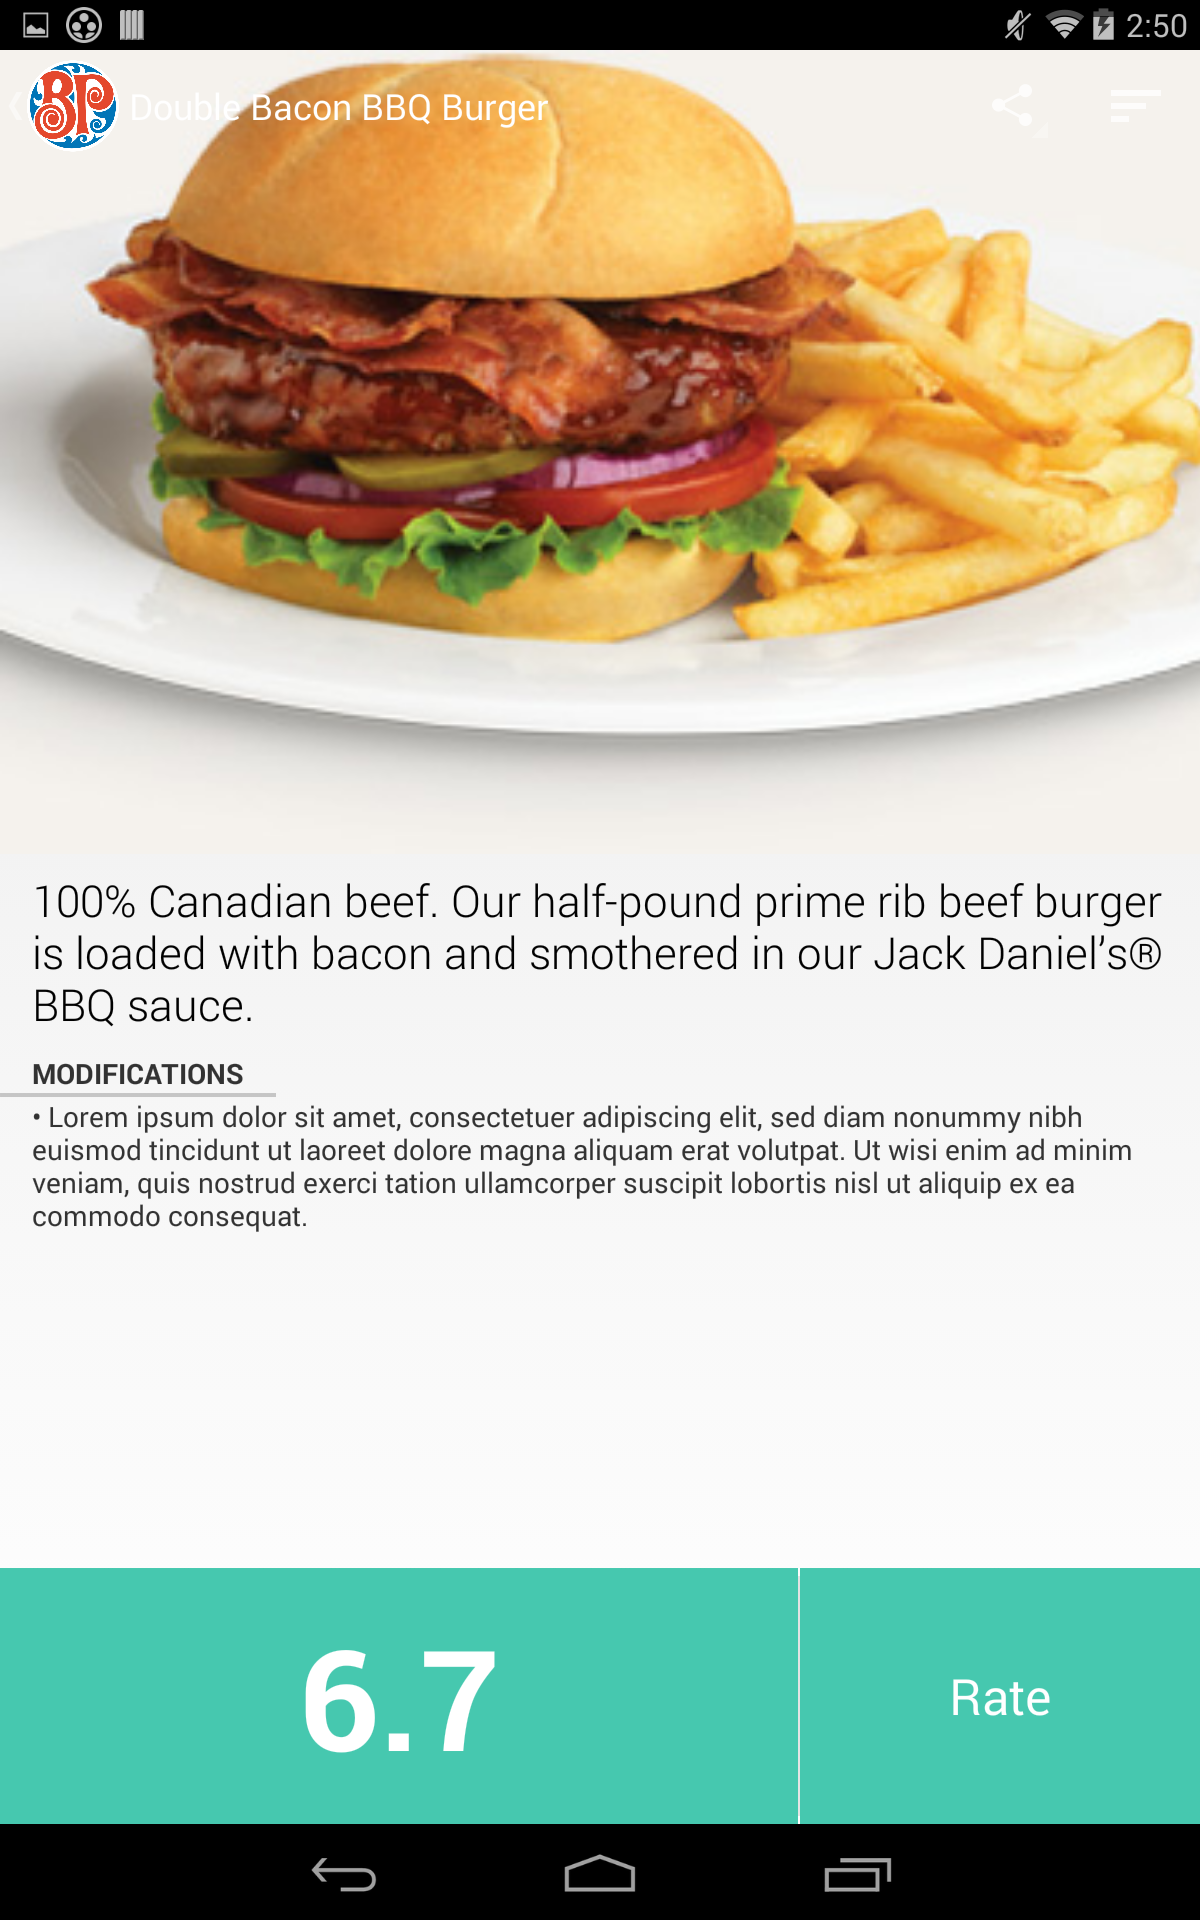 2:50
BP Double Bacon BBQ Burger
100% Canadian beef. Our half-pound prime rib beef burger
is loaded with bacon and smothered in our Jack Daniel’s®
BBQ sauce.
MODIFICATIONS
• Lorem ipsum dolor sit amet, consectetuer adipiscing elit, sed diam nonummy nibh
euismod tincidunt ut laoreet dolore magna aliquam erat volutpat. Ut wisi enim ad minim
veniam, quis nostrud exerci tation ullamcorper suscipit lobortis nisl ut aliquip ex ea
commodo consequat.
6.7
Rate